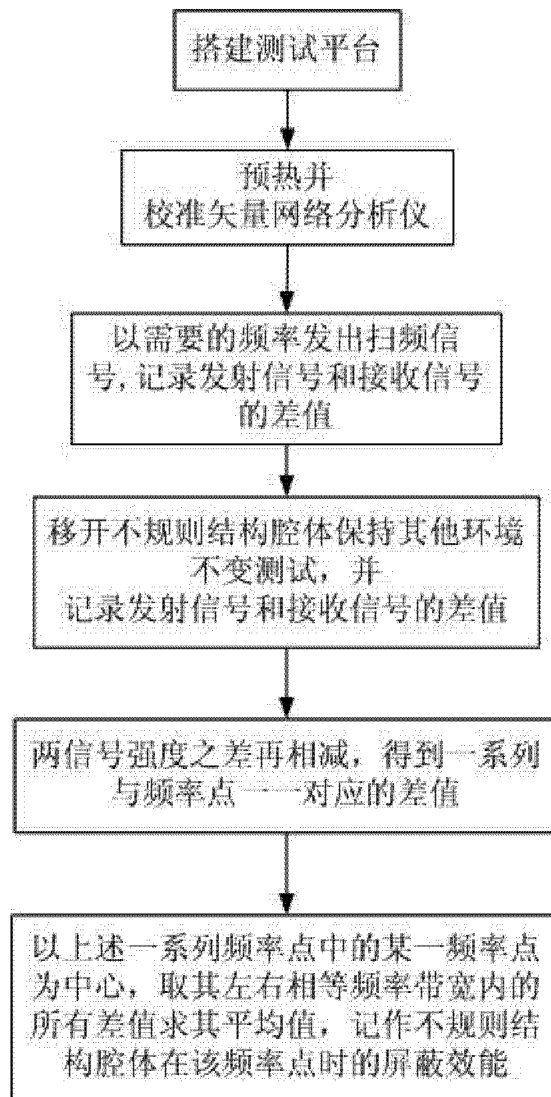 搭建测试平台
预热并
校准矢量网络分析仪
以需要的频率发出扫频信
号,记录发射信号和接收信号
的差值
移开不规则结构腔体保持其他环境
不变测试，并
记录发射信号和接收信号的差值
两信号强度之差再相减，得到一系列
与频率点一一对应的差值
以上述一系列频率点中的某一频率点
为中心，取其左右相等频率带宽内的
所有差值求其平均值，记作不规则结
构腔体在该频率点时的屏蔽效能